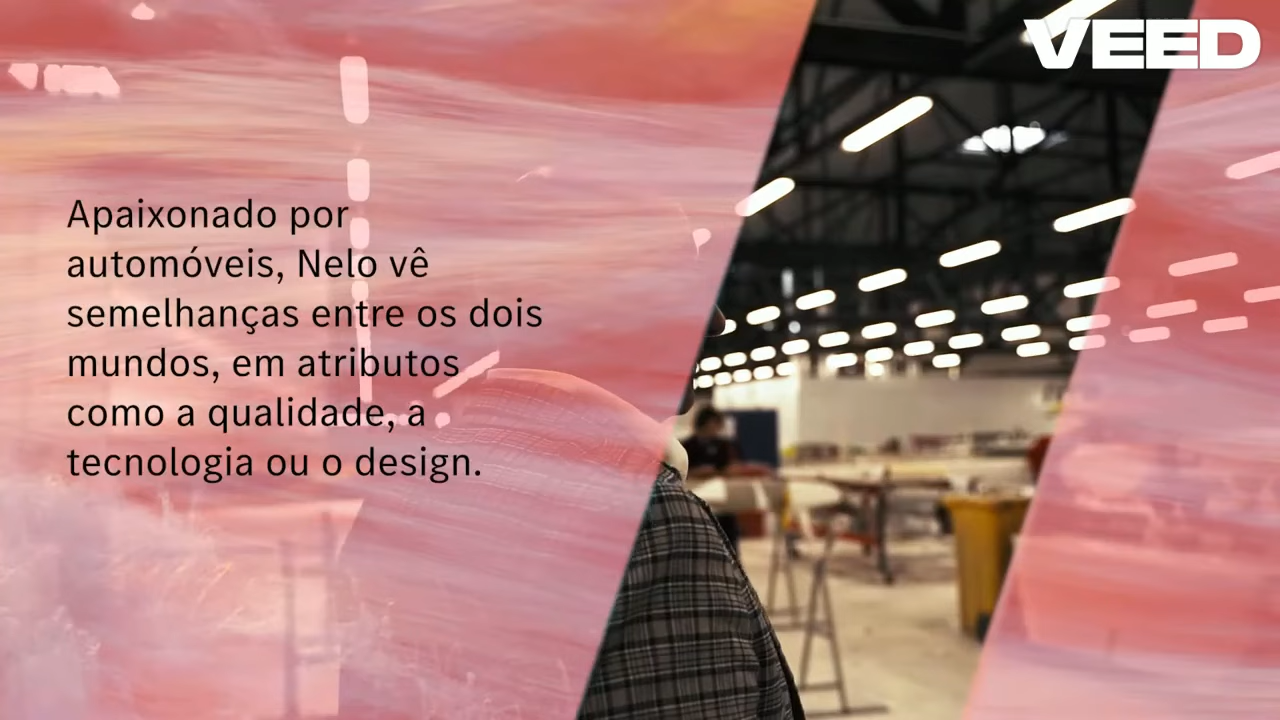 VEED
Apaixonado por
automóveis, Nelo vê
semelhanças entre os dois
mundos, em atributos
como a qualidade, a
tecnologia ou o design.